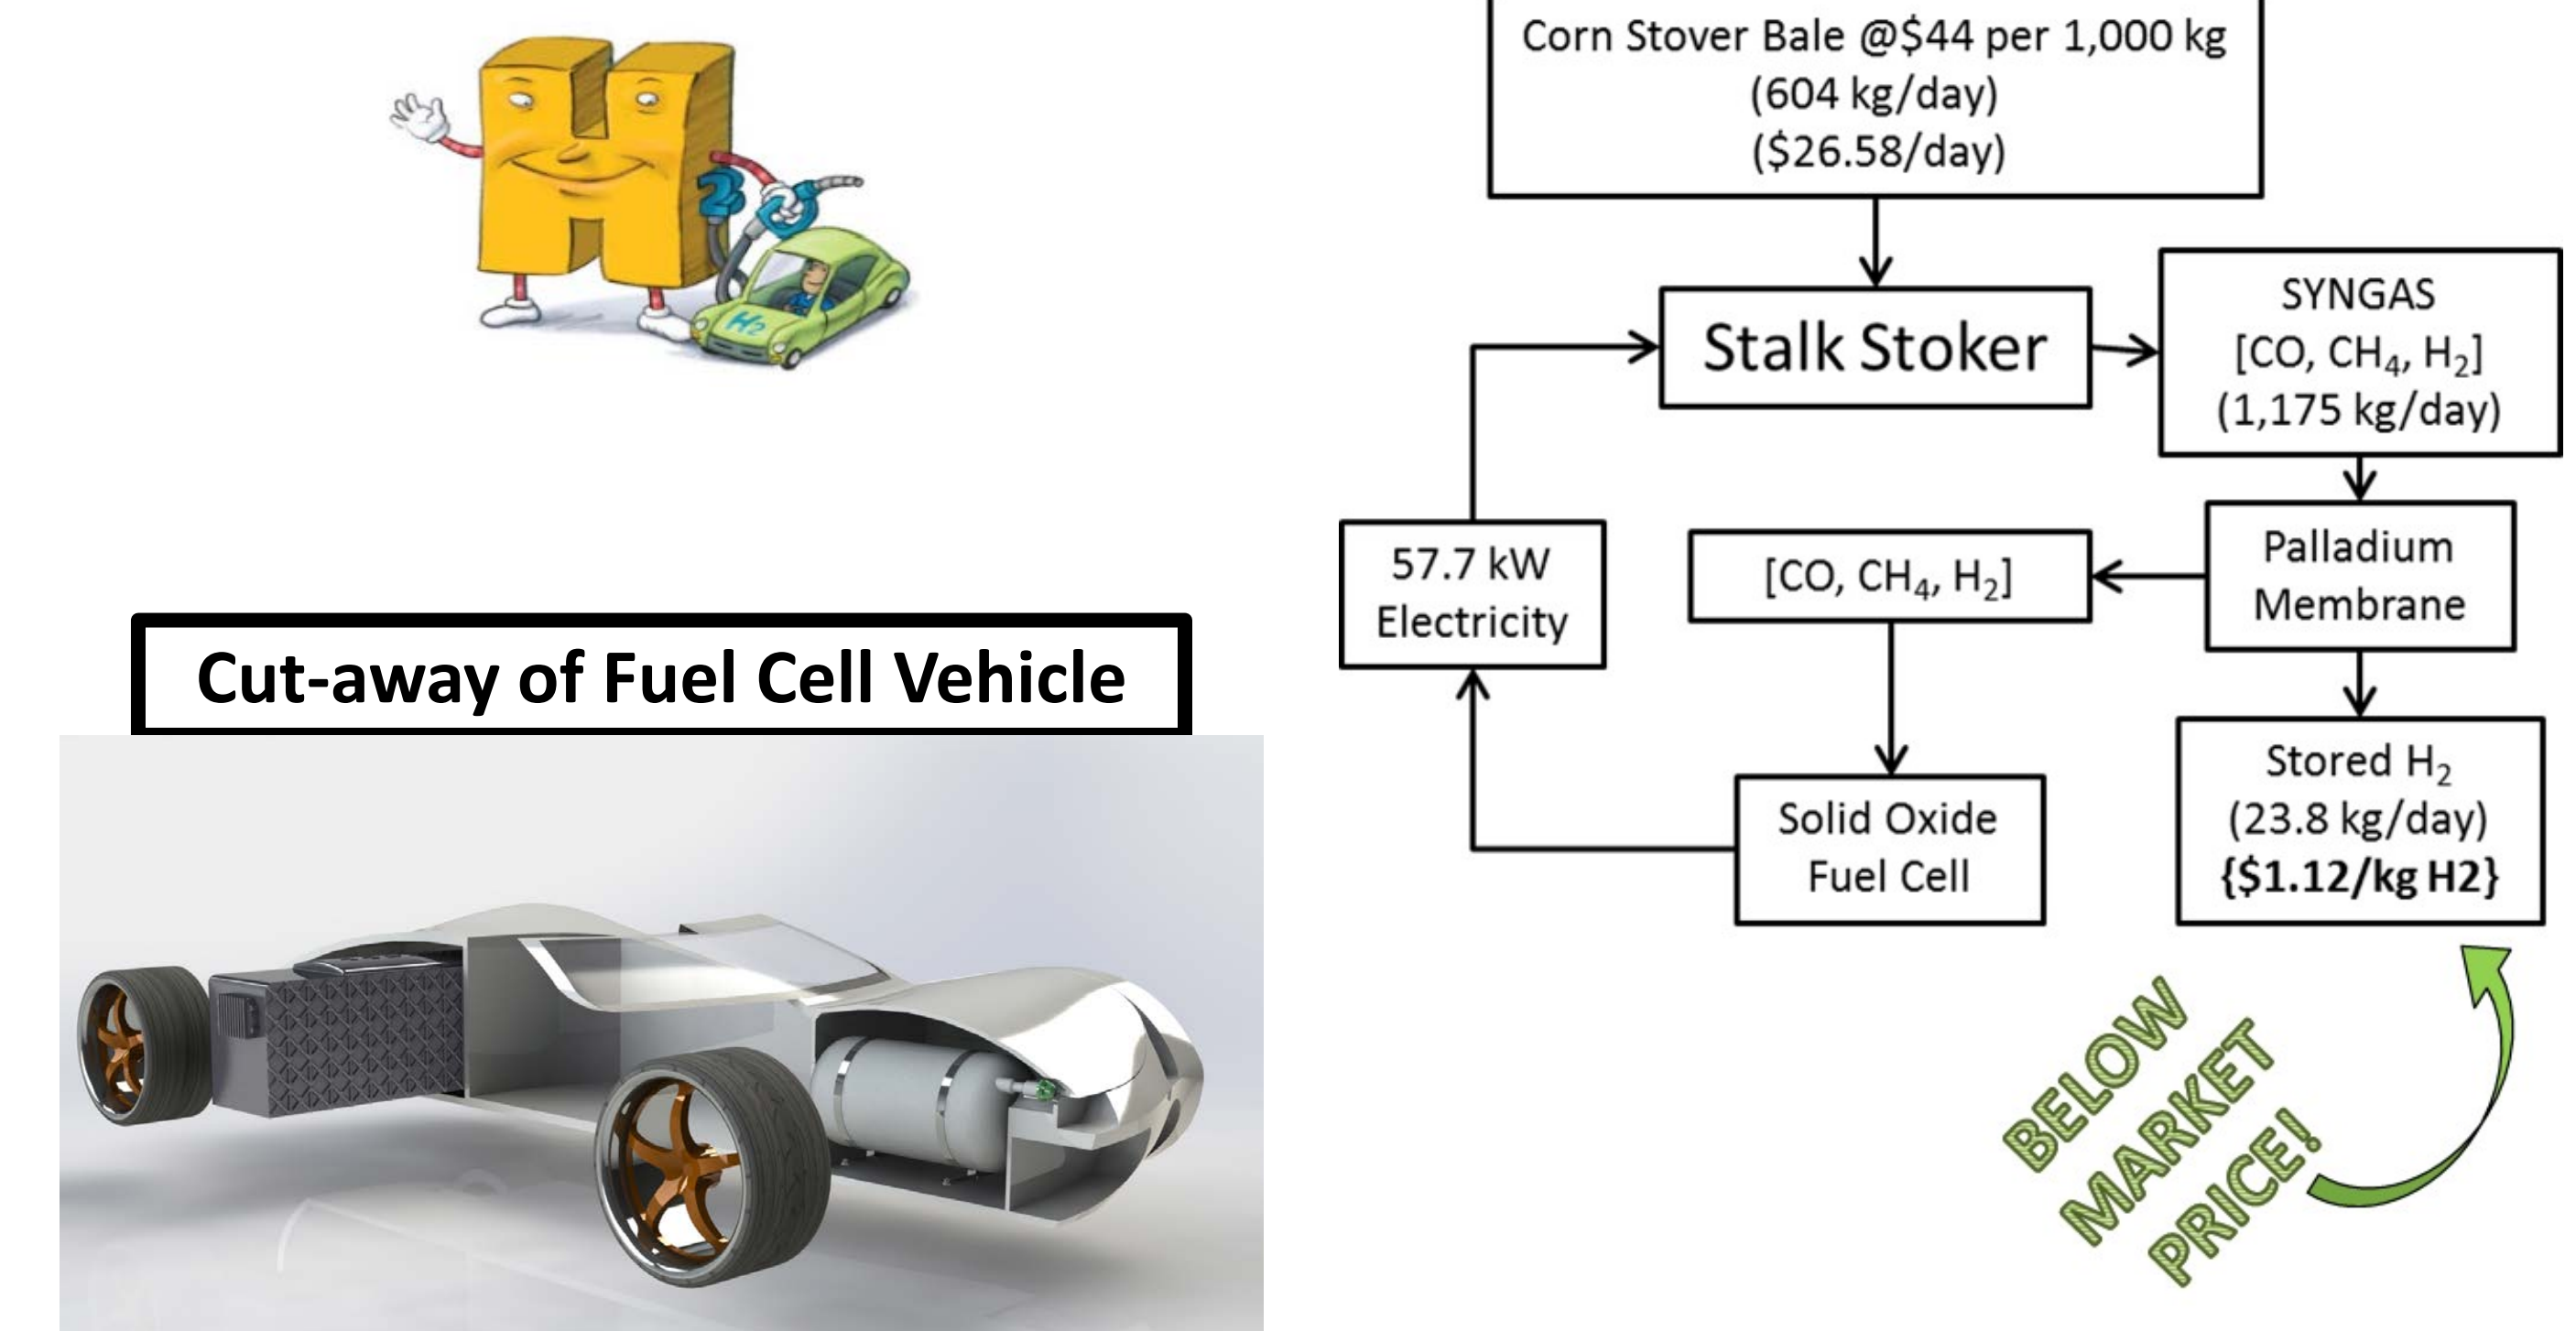 2
H2
Cut-away of Fuel Cell Vehicle
Corn Stover Bale @$44 per 1,000 kg
(604 kg/day)
($26.58/day)
Stalk Stoker
SYNGAS
[CO, CH₄, H₂]
(1,175 kg/day)
57.7 kW
Electricity
[CO, CH₄, H₂]
Palladium
Membrane
Solid Oxide
Fuel Cell
Stored H₂
(23.8 kg/day)
{$1.12/kg H2}
BELOW
MARKET
PRICE!